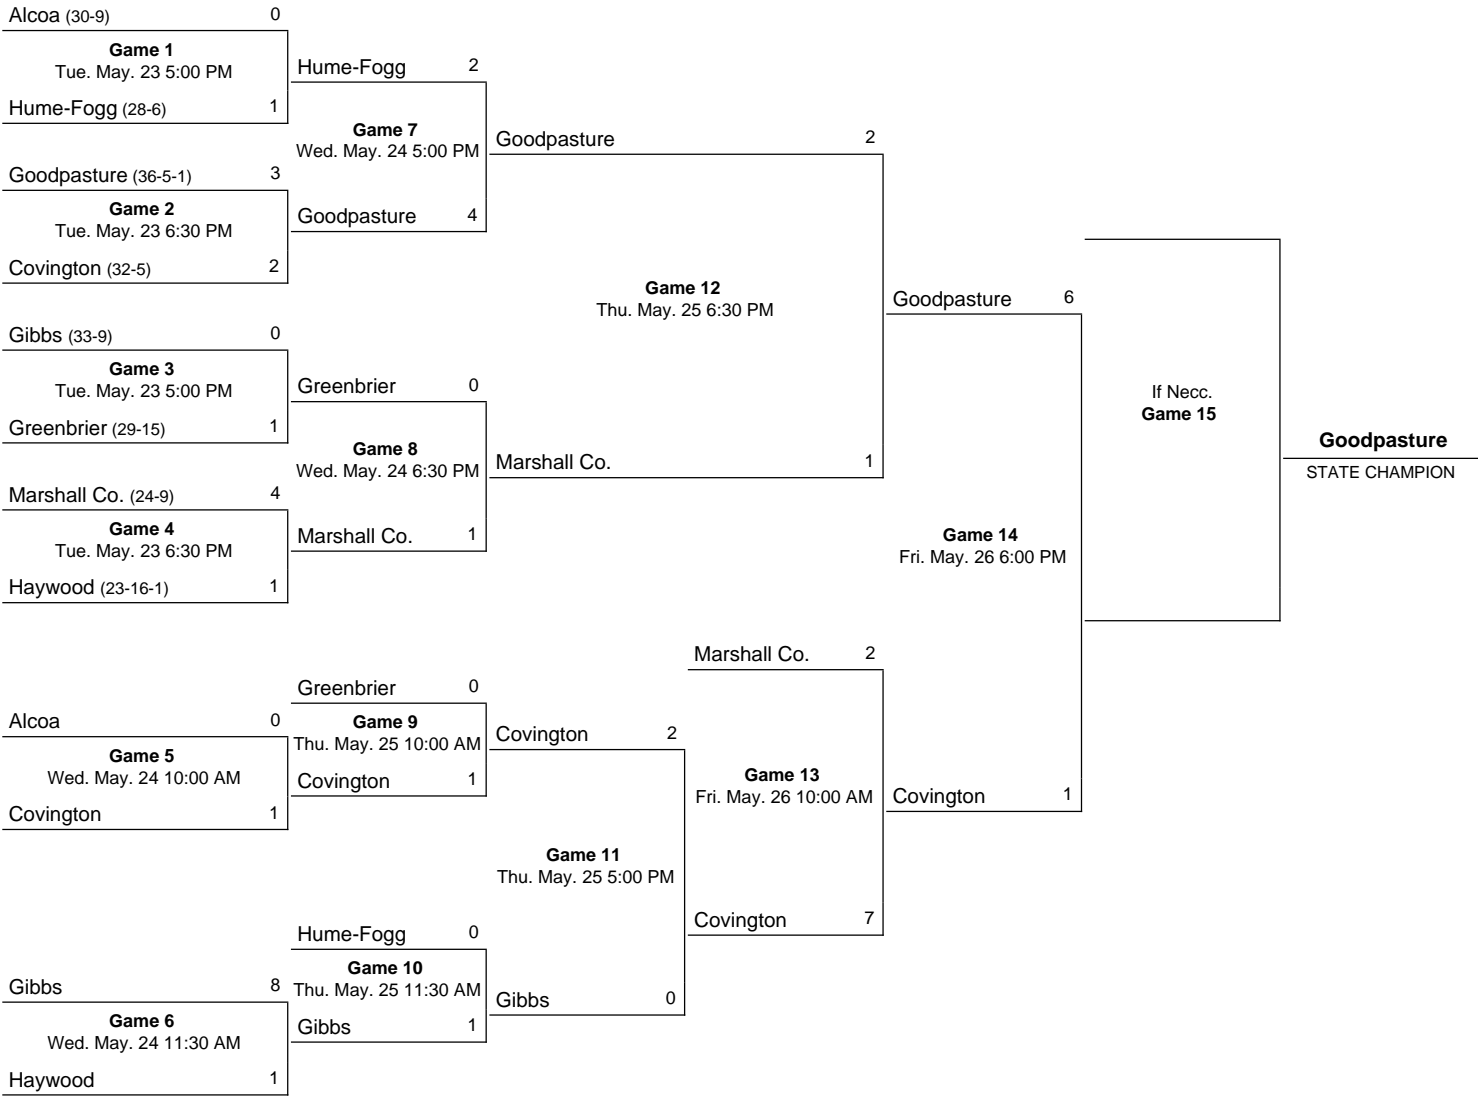 Alcoa (30-9) 0
Game 1
Tue. May. 23 5:00 PM
Hume-Fogg (28-6) 1
Goodpasture (36-5-1) 3
Game 2
Tue. May. 23 6:30 PM
Covington (32-5) 2
Gibbs (33-9) 0
Game 3
Tue. May. 23 5:00 PM
Greenbrier (29-15) 1
Marshall Co. (24-9) 4
Game 4
Tue. May. 23 6:30 PM
Haywood (23-16-1) 1
Hume-Fogg 2
Game 7
Wed. May. 24 5:00 PM
Goodpasture 4
Greenbrier 0
Game 8
Wed. May. 24 6:30 PM
Marshall Co. 1
Goodpasture 2
Game 12
Thu. May. 25 6:30 PM
Marshall Co. 1
Alcoa 0
Game 5
Wed. May. 24 10:00 AM
Covington 1
Gibbs 8
Game 6
Wed. May. 24 11:30 AM
Haywood 1
Greenbrier 0
Game 9
Thu. May. 25 10:00 AM
Covington 1
Hume-Fogg 0
Game 10
Thu. May. 25 11:30 AM
Gibbs 1
Covington 2
Game 11
Thu. May. 25 5:00 PM
Gibbs 0
Marshall Co. 2
Game 13
Fri. May. 26 10:00 AM
Covington 7
Goodpasture 6
Game 14
Fri. May. 26 6:00 PM
Covington 1
If Necc.
Game 15
Goodpasture
STATE CHAMPION